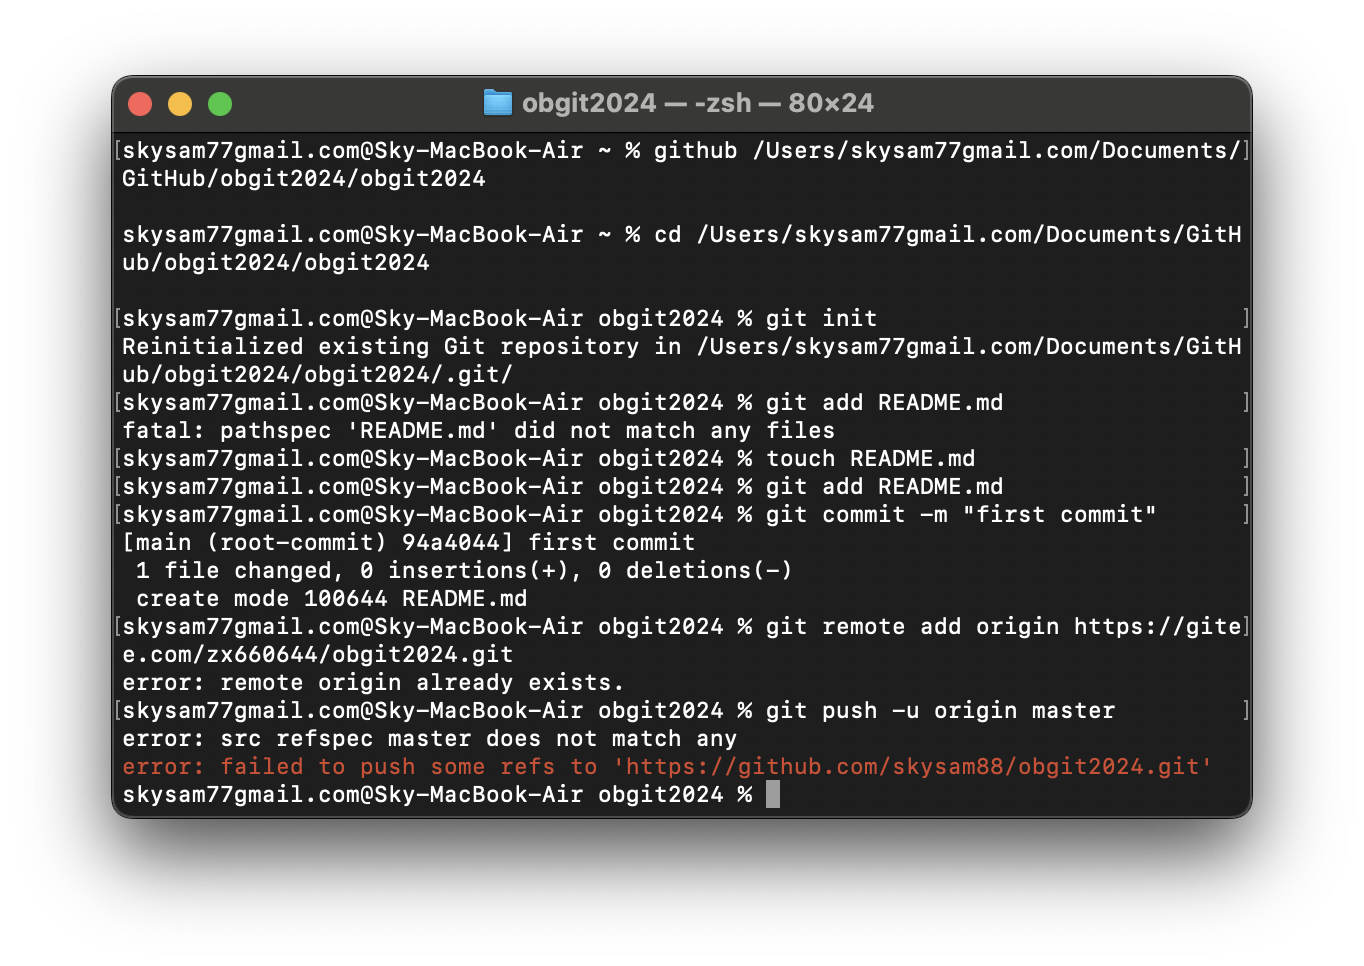 obgit2024 — -zsh — 80×24
[skysam77gmail.com@Sky-MacBook-Air ~ % github /Users/skysam77gmail.com/Documents/]
GitHub/obgit2024/obgit2024
skysam77gmail.com@Sky-MacBook-Air ~ % cd /Users/skysam77gmail.com/Documents/GitH
ub/obgit2024/obgit2024
[skysam77gmail.com@Sky-MacBook-Air obgit2024 % git init ]
Reinitialized existing Git repository in /Users/skysam77gmail.com/Documents/GitH
ub/obgit2024/obgit2024/.git/
[skysam77gmail.com@Sky-MacBook-Air obgit2024 % git add README.md ]
fatal: pathspec 'README.md' did not match any files
[skysam77gmail.com@Sky-MacBook-Air obgit2024 % touch README.md ]
[skysam77gmail.com@Sky-MacBook-Air obgit2024 % git add README.md ]
[skysam77gmail.com@Sky-MacBook-Air obgit2024 % git commit -m "first commit" ]
[main (root-commit) 94a4044] first commit
 1 file changed, 0 insertions(+), 0 deletions(-)
 create mode 100644 README.md
[skysam77gmail.com@Sky-MacBook-Air obgit2024 % git remote add origin https://gite]
e.com/zx660644/obgit2024.git
error: remote origin already exists.
[skysam77gmail.com@Sky-MacBook-Air obgit2024 % git push -u origin master ]
error: src refspec master does not match any
error: failed to push some refs to 'https://github.com/skysam88/obgit2024.git'
skysam77gmail.com@Sky-MacBook-Air obgit2024 %